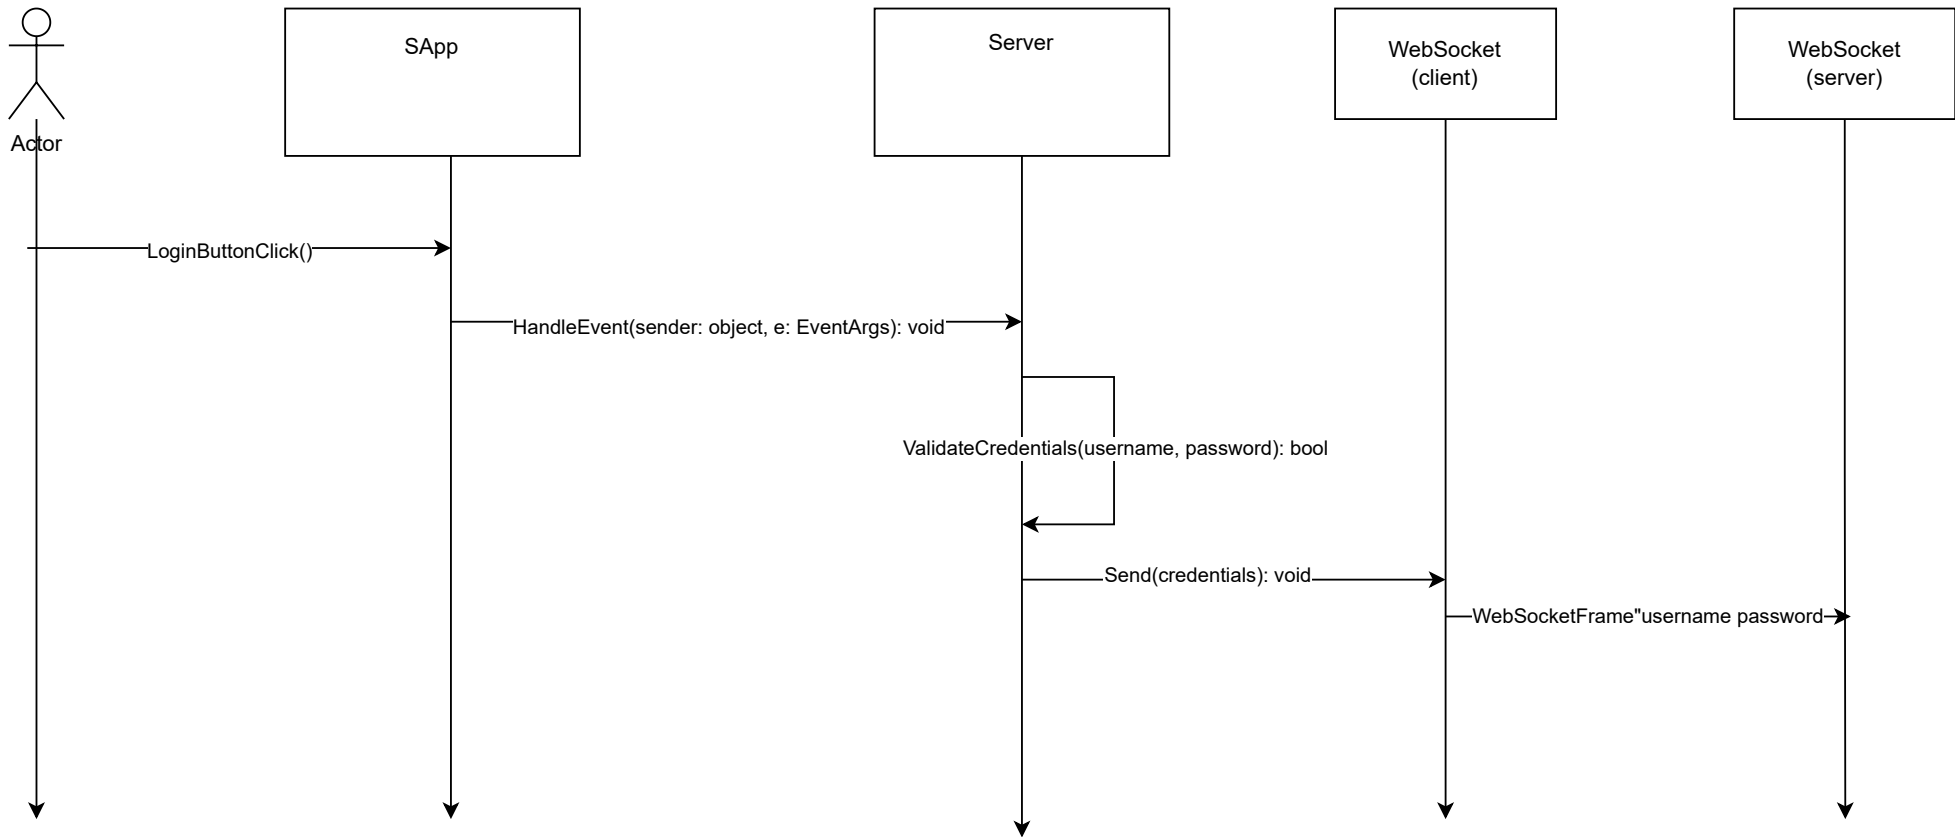 SApp
Server
WebSocket
(client)
WebSocket
(server)
Actor
LoginButtonClick()
HandleEvent(sender: object, e: EventArgs): void
ValidateCredentials(username, password): bool
Send(credentials): void
WebSocketFrame"username password